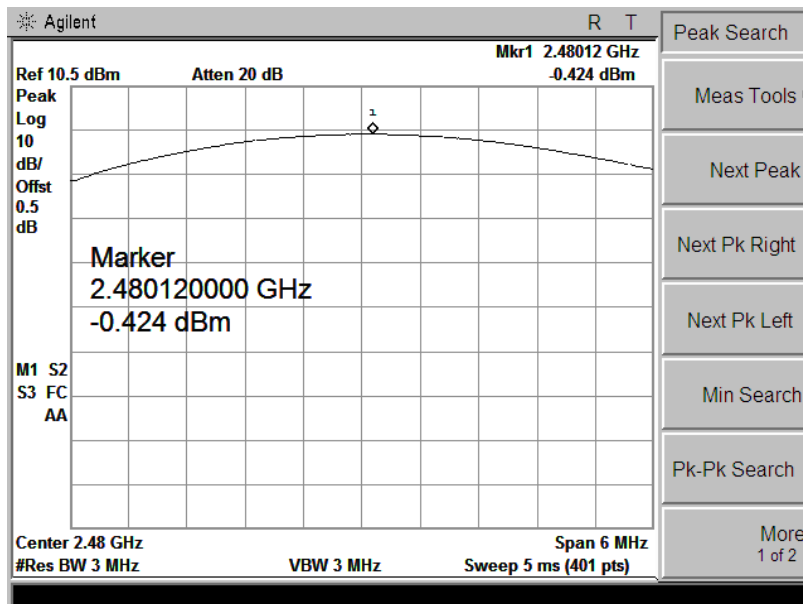 Agilent R T
Mkr1 2.48012 GHz
Ref 10.5 dBm Atten 20 dB -0.424 dBm
Peak
Log
10
dB/
Offst
0.5
dB
1
Marker
2.480120000 GHz
-0.424 dBm
M1 S2
S3 FC
AA
Center 2.48 GHz Span 6 MHz
#Res BW 3 MHz VBW 3 MHz Sweep 5 ms (401 pts)
Peak Search
Meas Tools
Next Peak
Next Pk Right
Next Pk Left
Min Search
Pk-Pk Search
More
1 of 2